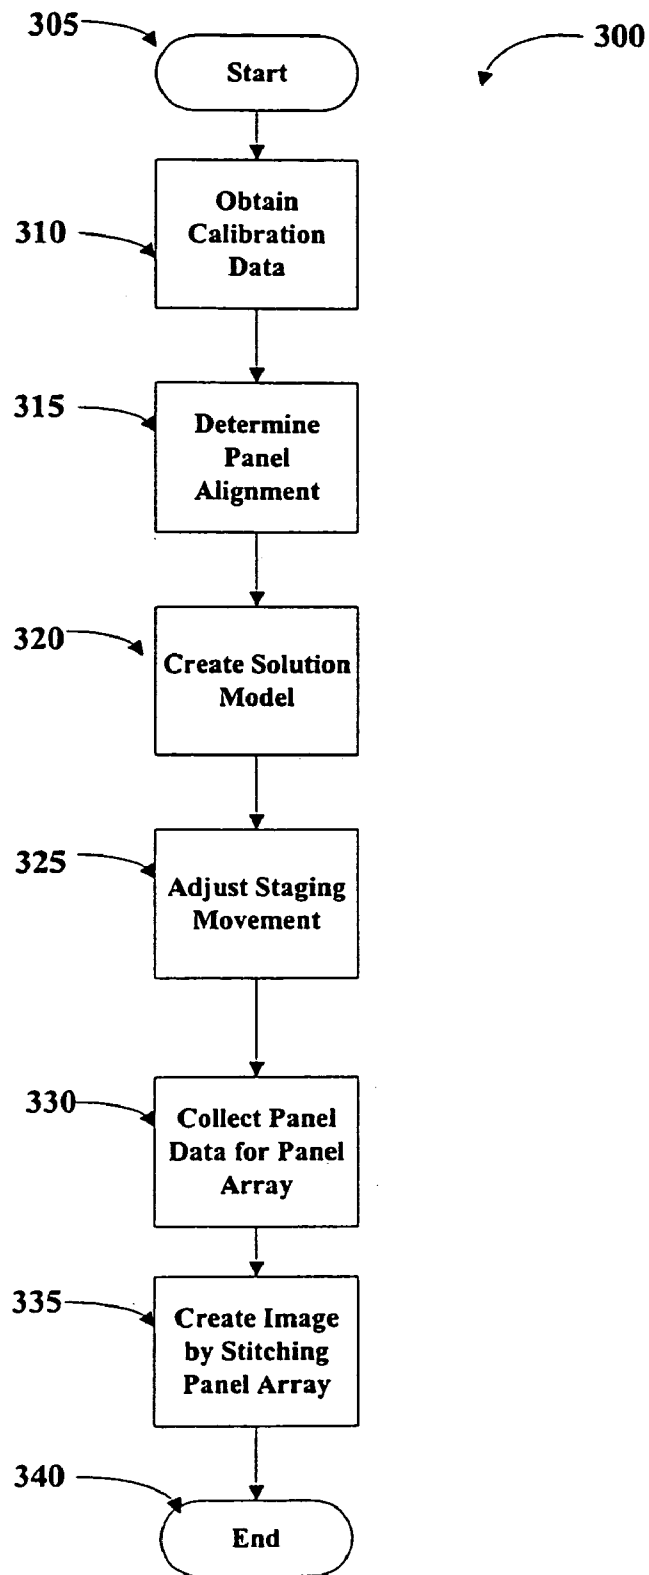 305
300
Start
310
Obtain
Calibration
Data
315
Determine
Panel
Alignment
320
Create Solution
Model
325
Adjust Staging
Movement
330
Collect Panel
Data for Panel
Array
335
Create Image
by Stitching
Panel Array
340
End